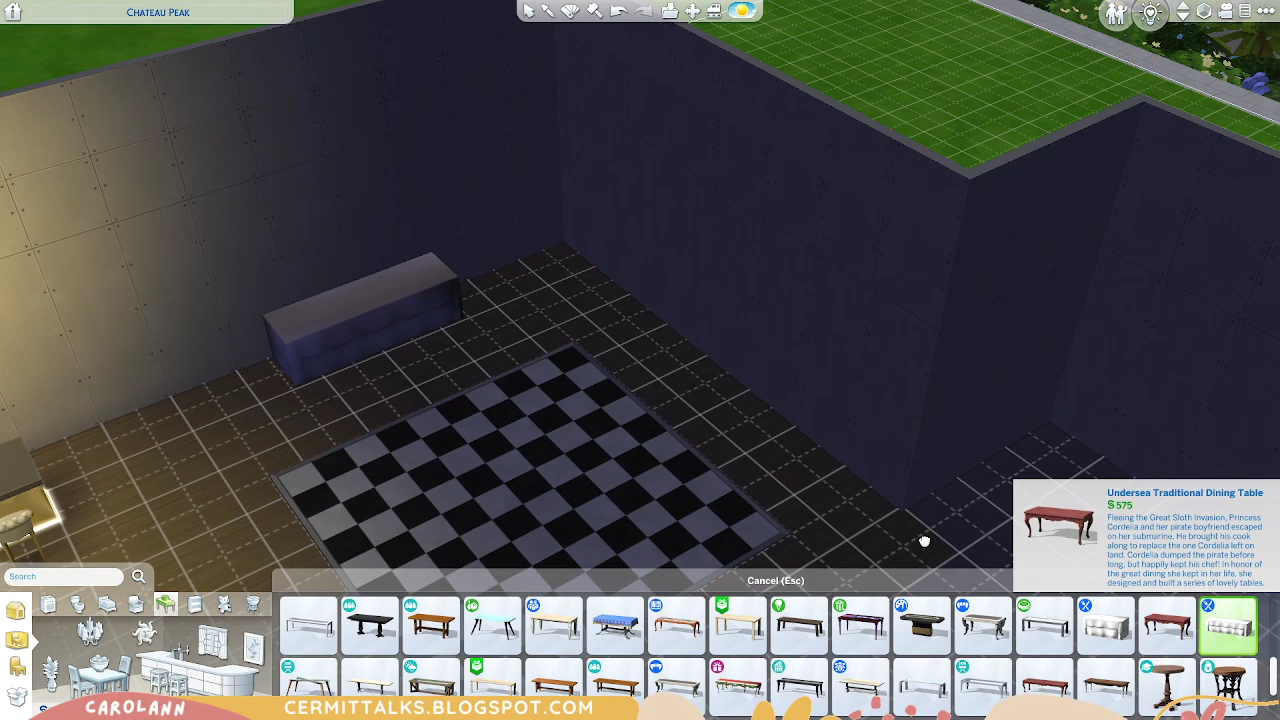 CHATEAU PEAK
Undersea Traditional Dining Table
§575
Fleeing the Great Sloth Invasion, Princess
Cordelia and her pirate boyfriend escaped
on her submarine. He brought his cook
along to replace the one Cordelia left on
land. Cordelia dumped the pirate before
long, but happily kept his chef! In honor of
the great dining she kept in her life, she
designed and built a series of lovely tables.
Search
Cancel (Esc)
CAROLANN
CERMITTALKS.BLOGSPOT.COM